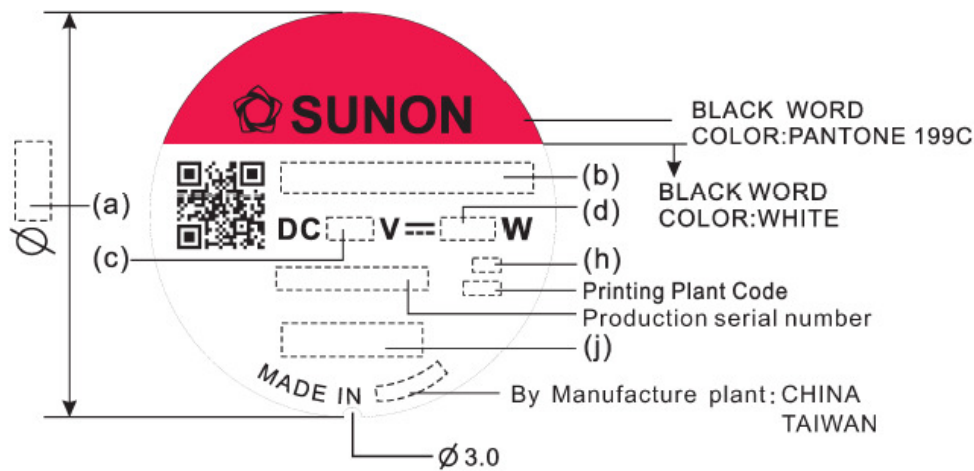 SUNON
BLACK WORD
COLOR:PANTONE 199C
(b)
BLACK WORD
COLOR:WHITE
(a)
(d)
Ø
DC V W
(c)
(h)
Printing Plant Code
Production serial number
(j)
MADE IN
By Manufacture plant: CHINA
TAIWAN
Ø 3.0